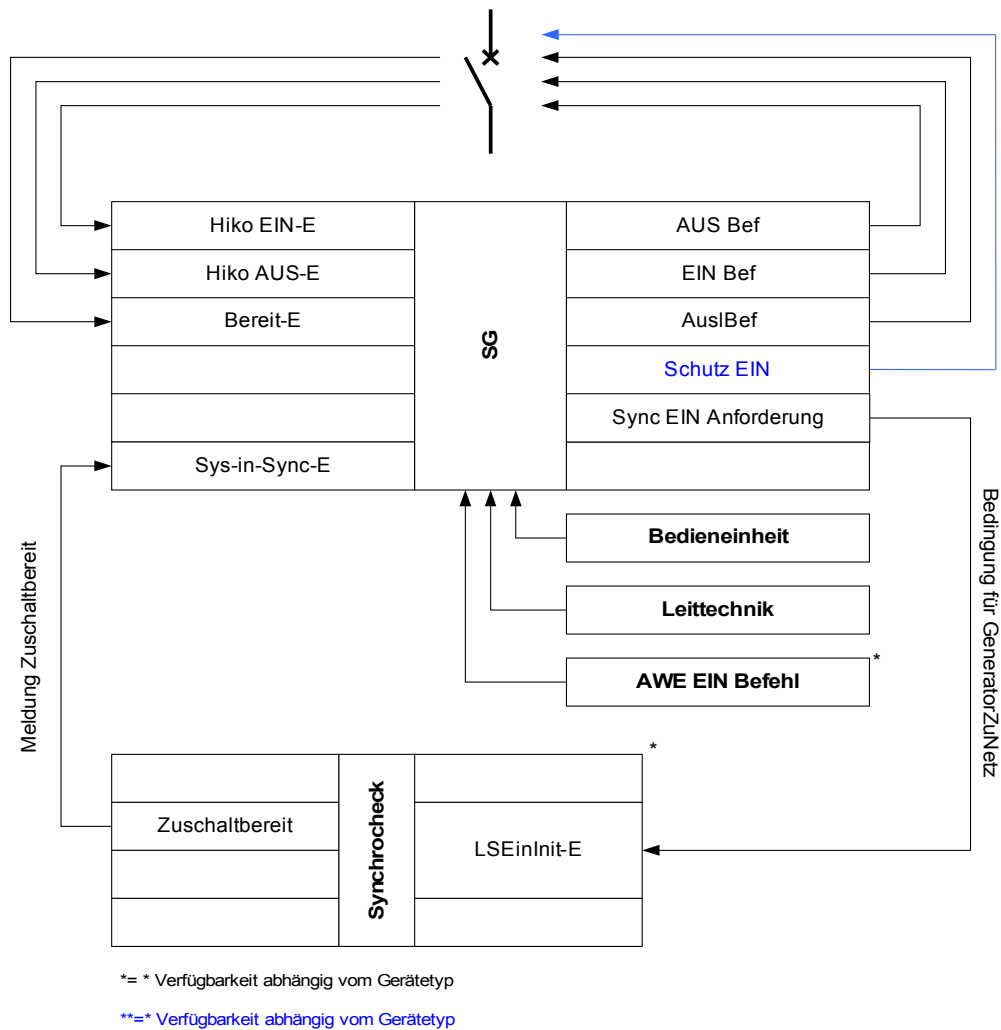 Hiko EIN-E
AUS Bef
Hiko AUS-E
EIN Bef
Bereit-E
AuslBef
SG
Schutz EIN
Sync EIN Anforderung
Sys-in-Sync-E
Bedieneinheit
Leittechnik
AWE EIN Befehl
*
Meldung Zuschaltbereit
Bedingung für GeneratorZuNetz
*
Zuschaltbereit
Synchrocheck
LSEinInit-E
*= * Verfügbarkeit abhängig vom Gerätetyp
**=* Verfügbarkeit abhängig vom Gerätetyp